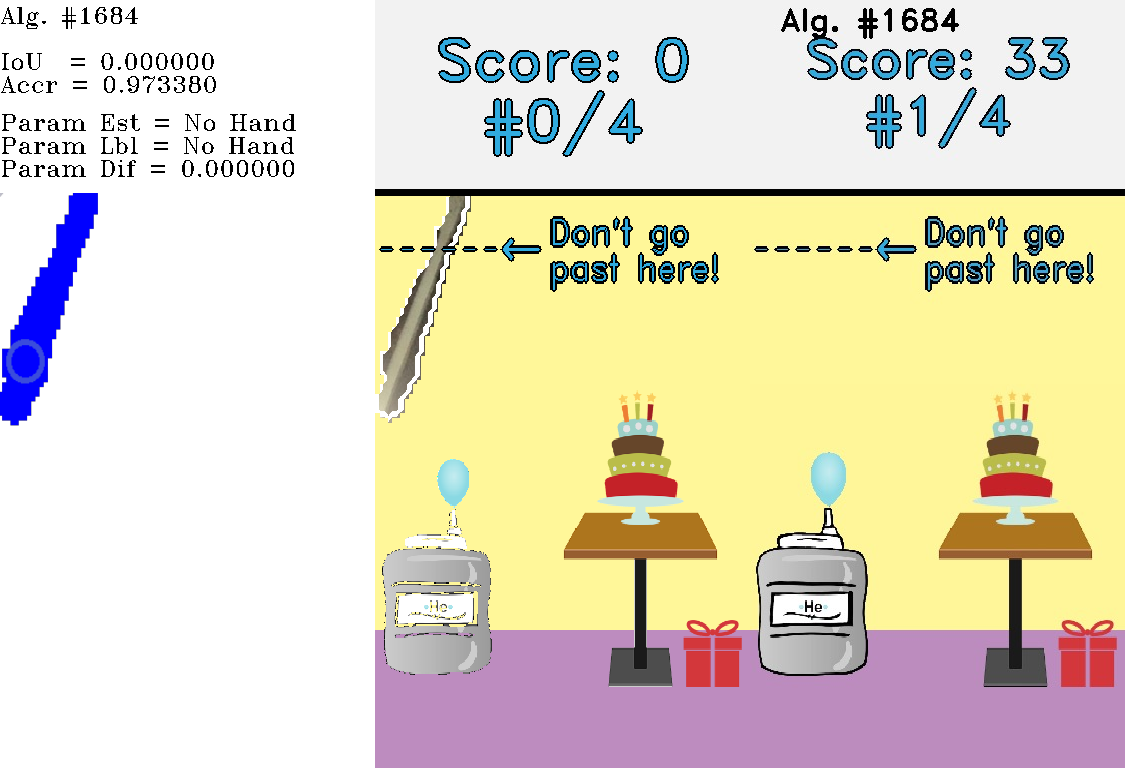 Alg. #1684
IoU = 0.000000
Accr = 0.973380
Param Est = No Hand
Param Lbl = No Hand
Param Dif = 0.000000
Score: 0
#0/4
Don't go
past here!
He
Alg. #1684
Score: 33
#1/4
Don't go
past here!
He